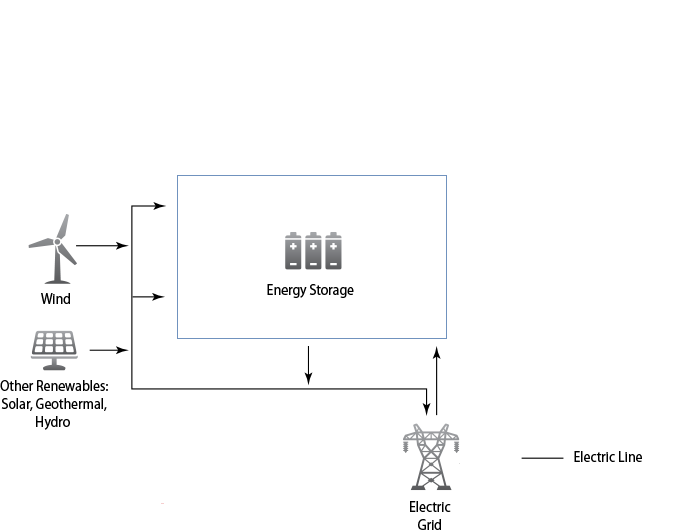 Energy Storage
Wind
Other Renewables:
Solar, Geothermal,
Hydro
Electric Line
Electric
Grid